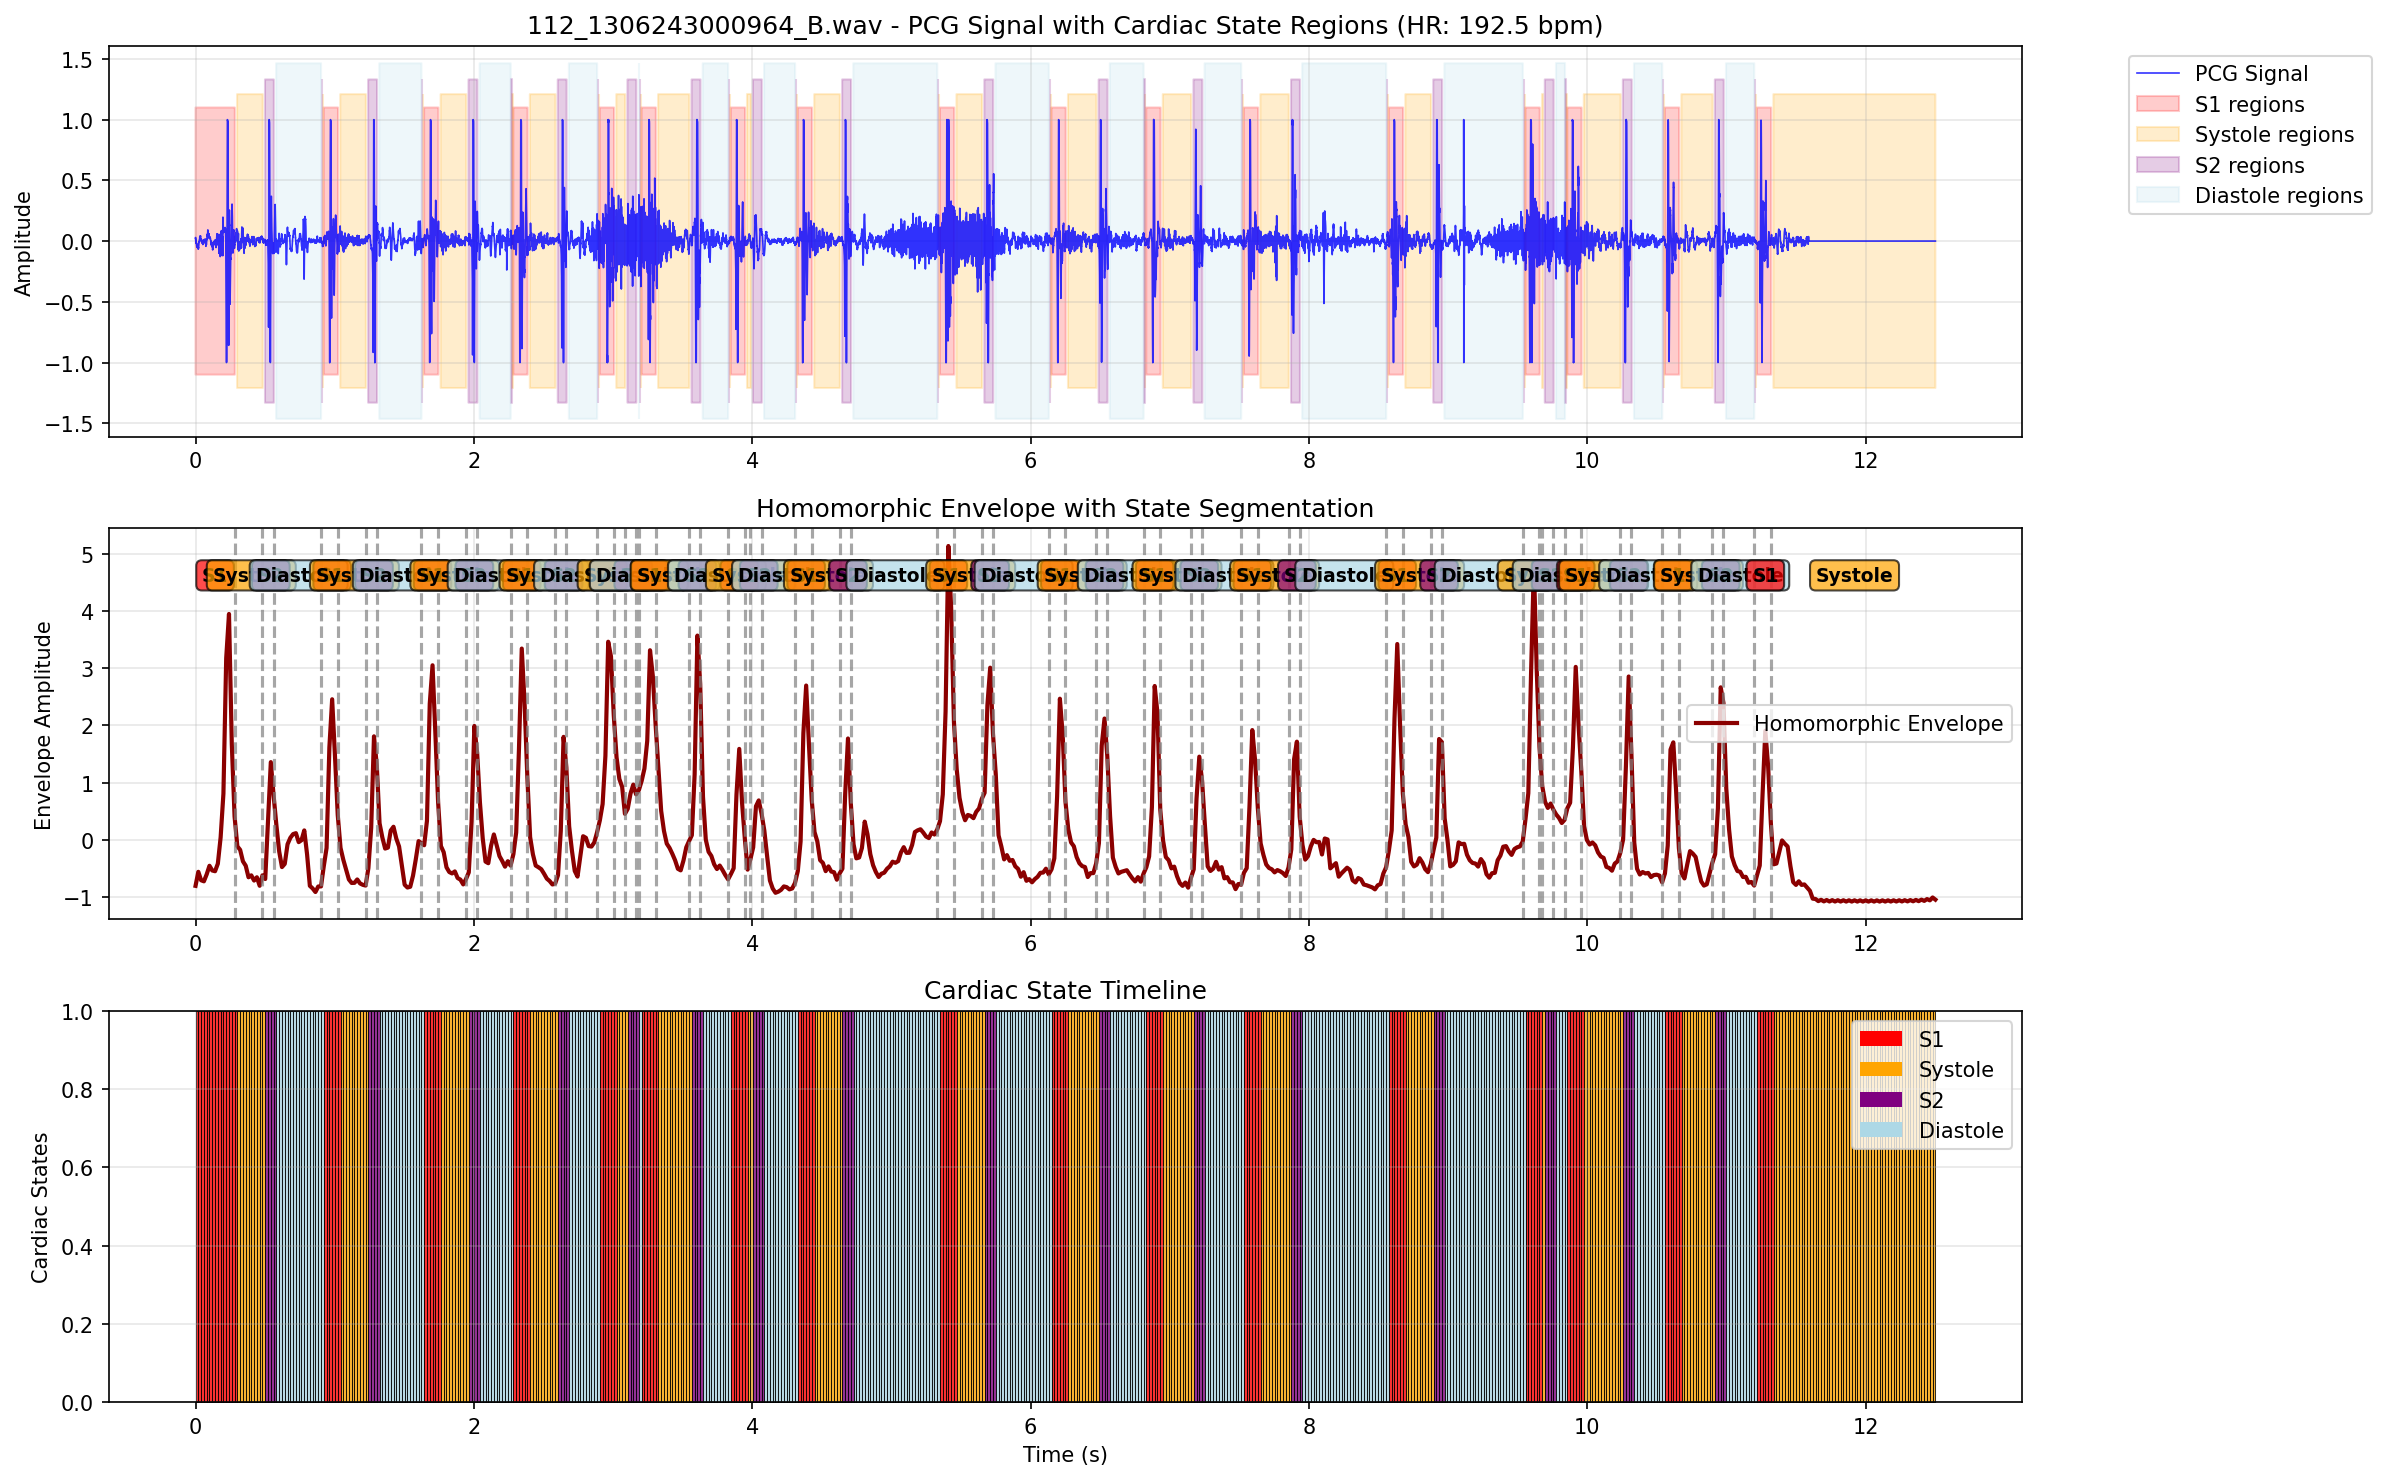 112_1306243000964_B.wav - PCG Signal with Cardiac State Regions (HR: 192.5 bpm)
Amplitude
1.5
1.0
0.5
0.0
−0.5
−1.0
−1.5
0 2 4 6 8 10 12
PCG Signal
S1 regions
Systole regions
S2 regions
Diastole regions
Homomorphic Envelope with State Segmentation
Envelope Amplitude
5
4
3
2
1
0
−1
S1 Systole
Homomorphic Envelope
0 2 4 6 8 10 12
Cardiac State Timeline
Cardiac States
1.0
0.8
0.6
0.4
0.2
0.0
S1
Systole
S2
Diastole
0 2 4 6 8 10 12
Time (s)